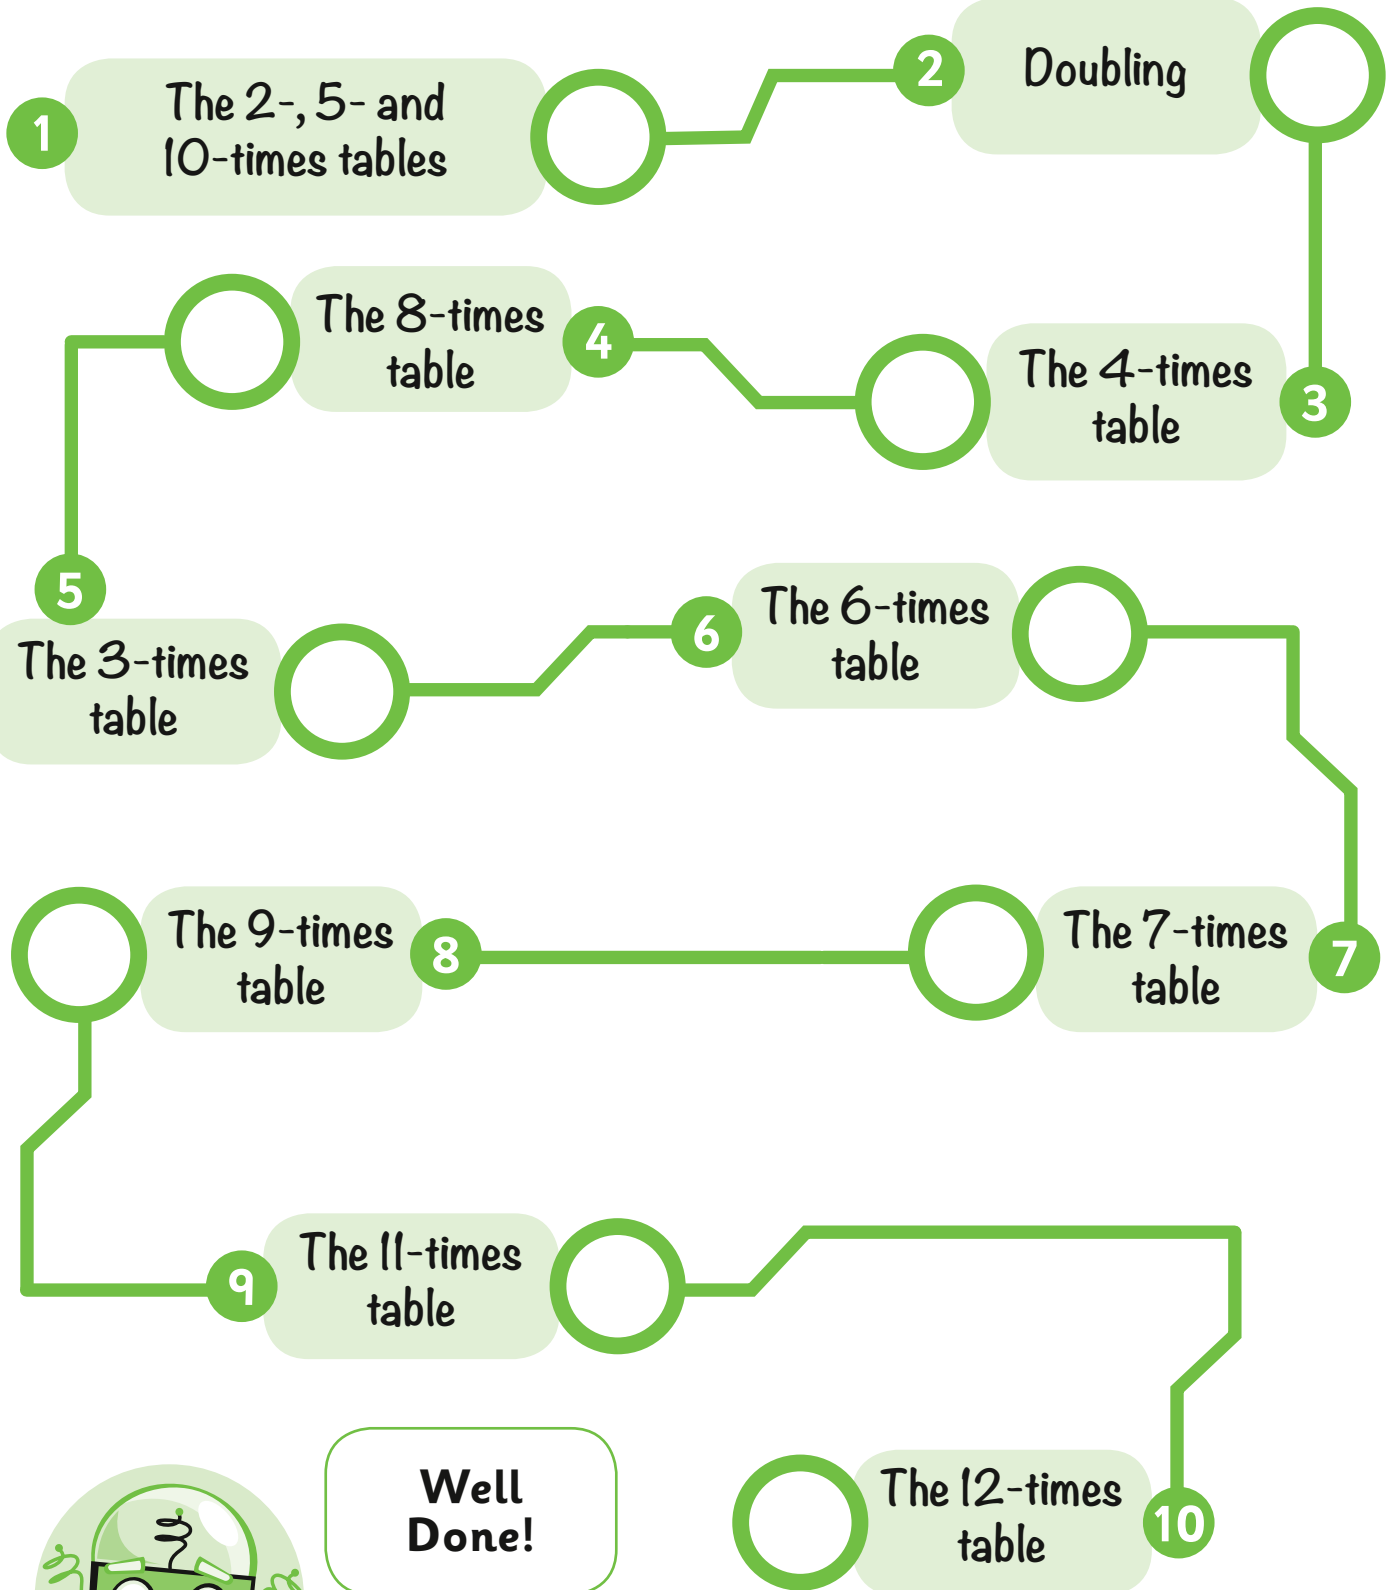 1
The 2-, 5- and
10-times tables
2
Doubling
3
The 4-times
table
4
The 8-times
table
5
The 3-times
table
6
The 6-times
table
7
The 7-times
table
8
The 9-times
table
9
The 11-times
table
10
The 12-times
table
Well
Done!